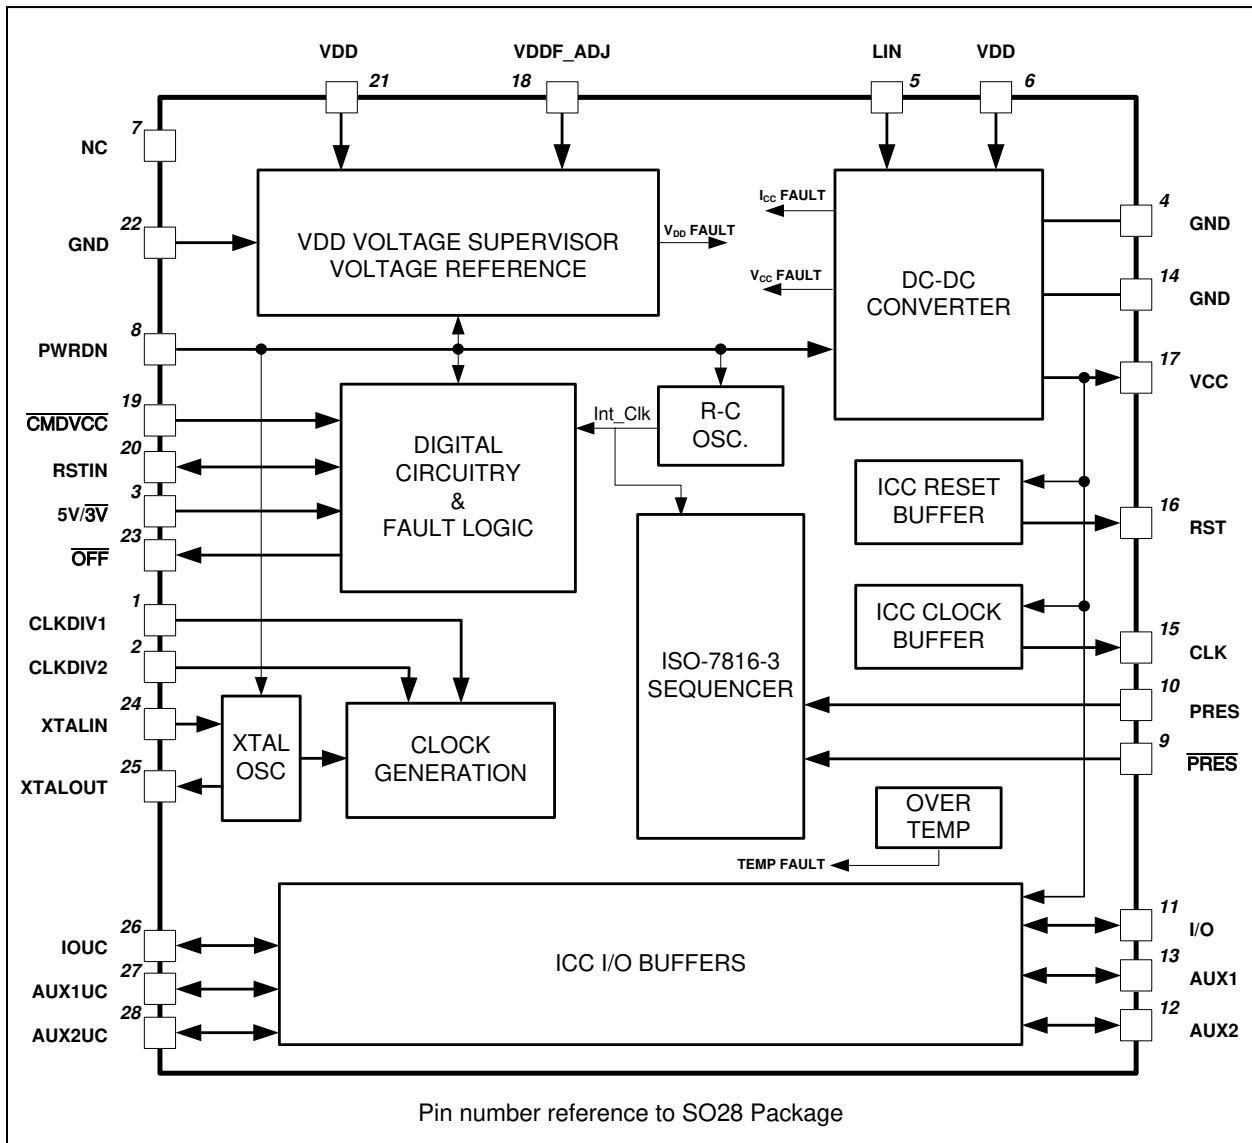 VDD
VDDF_ADJ
LIN
VDD
21
18
5
6
7
NC
22
GND
VDD VOLTAGE SUPERVISOR
VOLTAGE REFERENCE
VDD FAULT
ICC FAULT
VCC FAULT
DC-DC
CONVERTER
4
GND
14
GND
17
VCC
8
PWRDN
19
CMDVCC
20
RSTIN
3
5V/3V
23
OFF
DIGITAL
CIRCUITRY
&
FAULT LOGIC
Int_Clk
R-C
OSC.
ICC RESET
BUFFER
16
RST
ICC CLOCK
BUFFER
15
CLK
1
CLKDIV1
2
CLKDIV2
24
XTALIN
25
XTALOUT
XTAL
OSC
CLOCK
GENERATION
ISO-7816-3
SEQUENCER
10
PRES
9
PRES
OVER
TEMP
TEMP FAULT
26
IOUC
27
AUX1UC
28
AUX2UC
ICC I/O BUFFERS
11
I/O
13
AUX1
12
AUX2
Pin number reference to SO28 Package